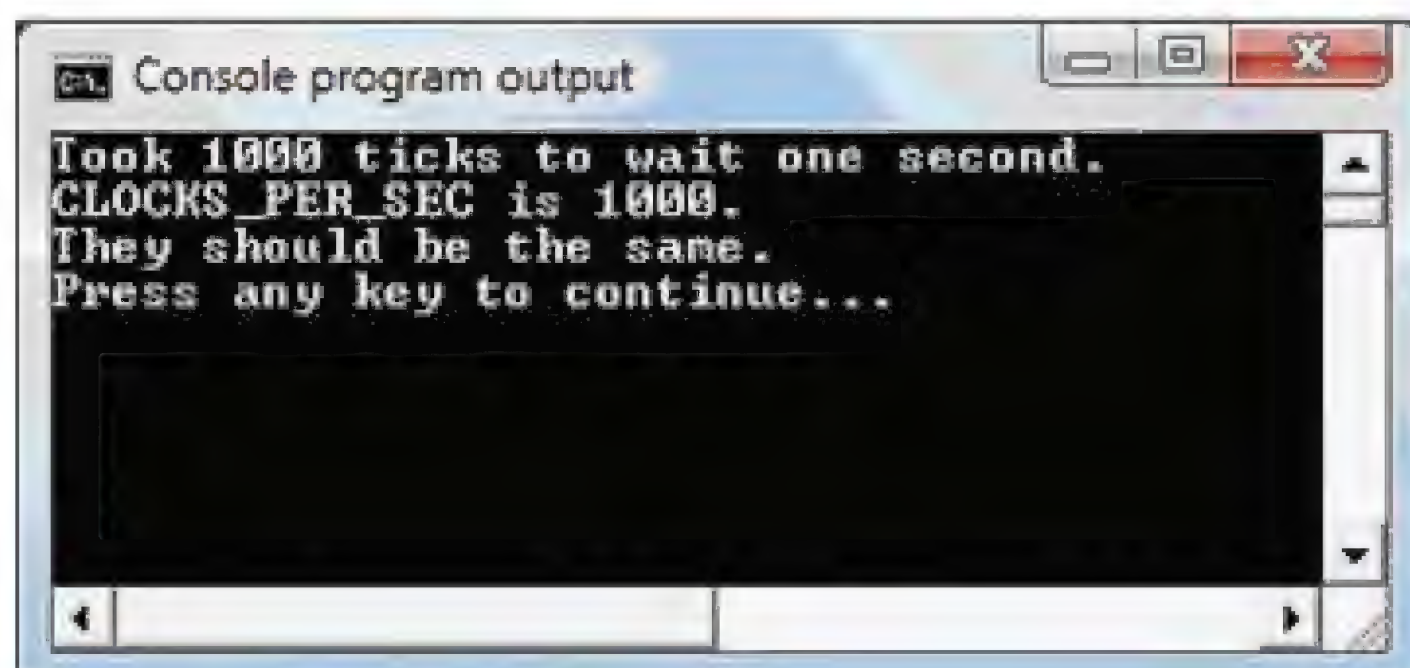 C:\.
Console program output
Took 1000 ticks to wait one second.
CLOCKS_PER_SEC is 1000.
They should be the same.
Press any key to continue...